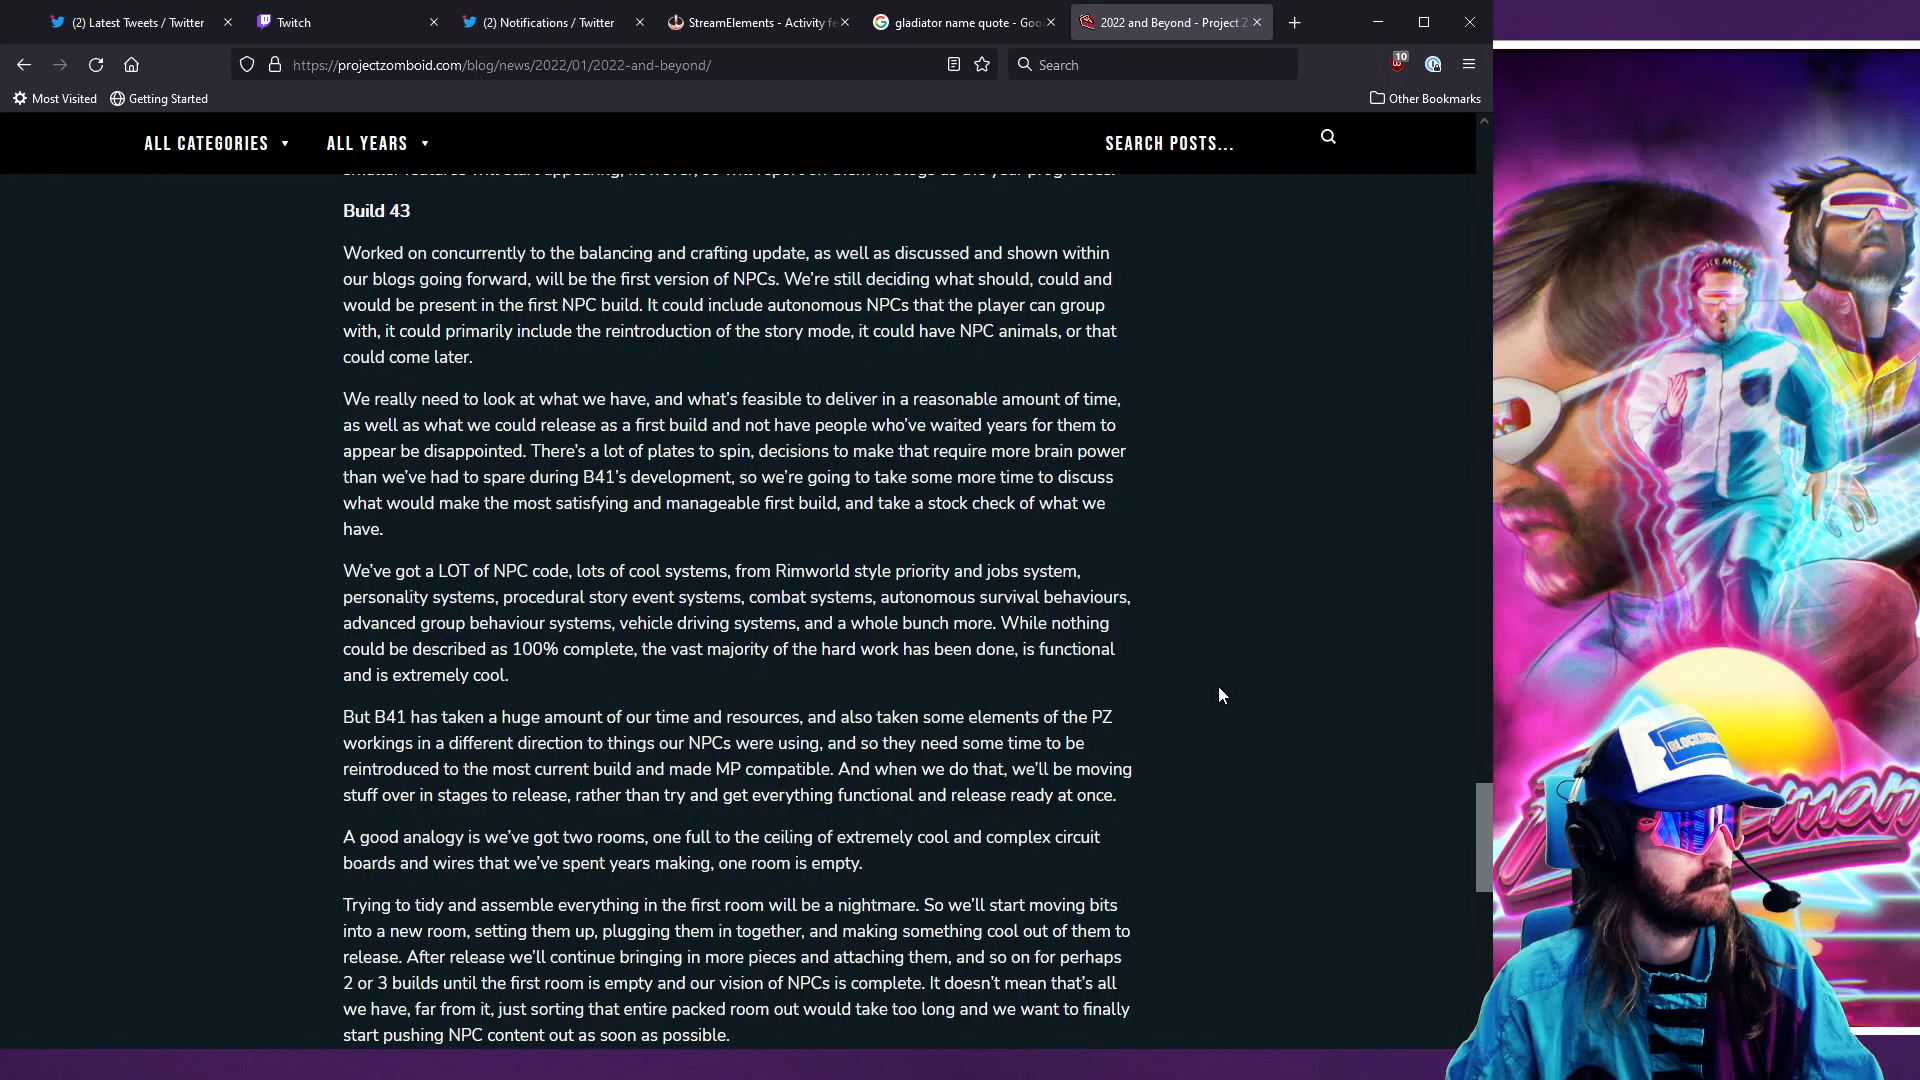 (2) Latest Tweets / Twitter
Twitch
(2) Notifications / Twitter
StreamElements - Activity fe
gladiator name quote - Goo
2022 and Beyond - Project Z
https://projectzomboid.com/blog/news/2022/01/2022-and-beyond/
Search
10
Most Visited
Getting Started
Other Bookmarks
ALL CATEGORIES
ALL YEARS
SEARCH POSTS...
smaller features will start appearing, however, so will report on them in blogs as the year progresses.
Build 43
Worked on concurrently to the balancing and crafting update, as well as discussed and shown within
our blogs going forward, will be the first version of NPCs. We’re still deciding what should, could and
would be present in the first NPC build. It could include autonomous NPCs that the player can group
with, it could primarily include the reintroduction of the story mode, it could have NPC animals, or that
could come later.
We really need to look at what we have, and what’s feasible to deliver in a reasonable amount of time,
as well as what we could release as a first build and not have people who’ve waited years for them to
appear be disappointed. There’s a lot of plates to spin, decisions to make that require more brain power
than we’ve had to spare during B41’s development, so we’re going to take some more time to discuss
what would make the most satisfying and manageable first build, and take a stock check of what we
have.
We’ve got a LOT of NPC code, lots of cool systems, from Rimworld style priority and jobs system,
personality systems, procedural story event systems, combat systems, autonomous survival behaviours,
advanced group behaviour systems, vehicle driving systems, and a whole bunch more. While nothing
could be described as 100% complete, the vast majority of the hard work has been done, is functional
and is extremely cool.
But B41 has taken a huge amount of our time and resources, and also taken some elements of the PZ
workings in a different direction to things our NPCs were using, and so they need some time to be
reintroduced to the most current build and made MP compatible. And when we do that, we’ll be moving
stuff over in stages to release, rather than try and get everything functional and release ready at once.
A good analogy is we’ve got two rooms, one full to the ceiling of extremely cool and complex circuit
boards and wires that we’ve spent years making, one room is empty.
Trying to tidy and assemble everything in the first room will be a nightmare. So we’ll start moving bits
into a new room, setting them up, plugging them in together, and making something cool out of them to
release. After release we’ll continue bringing in more pieces and attaching them, and so on for perhaps
2 or 3 builds until the first room is empty and our vision of NPCs is complete. It doesn’t mean that’s all
we have, far from it, just sorting that entire packed room out would take too long and we want to finally
start pushing NPC content out as soon as possible.